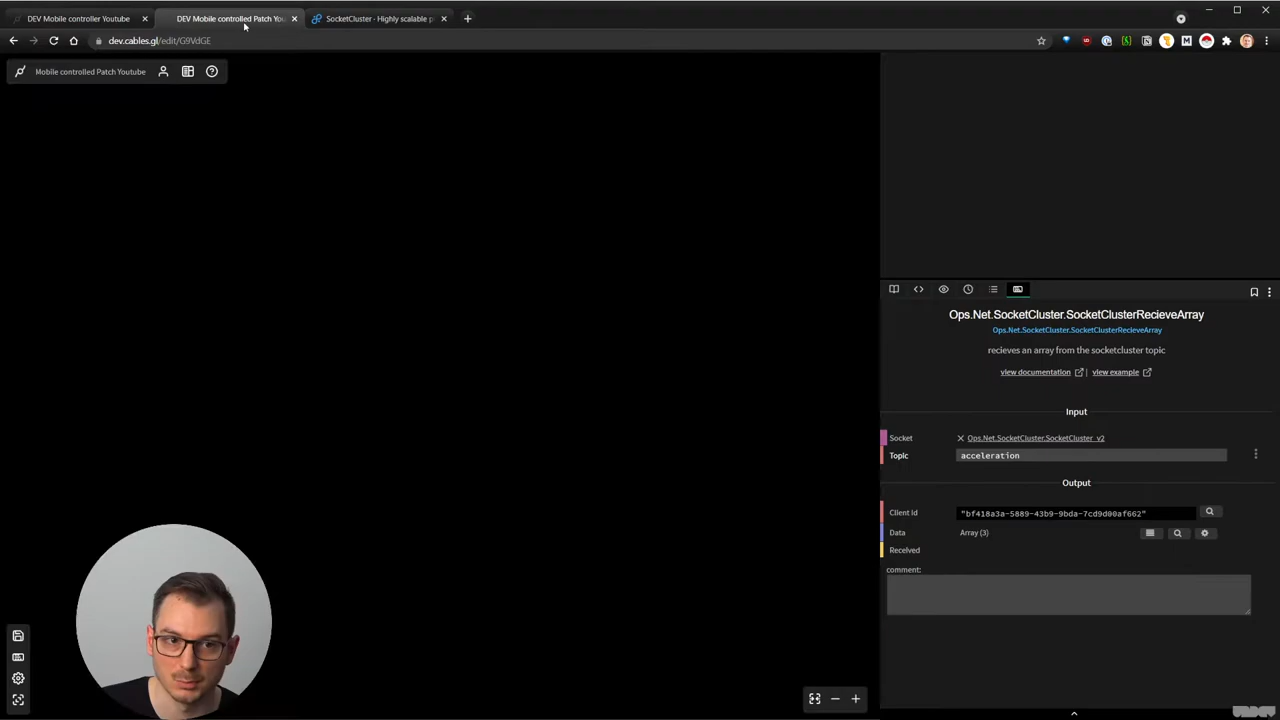 DEV Mobile controller Youtube
DEV Mobile controlled Patch You
SocketCluster - Highly scalable p
dev.cables.gl/edit/G9VdGE
Mobile controlled Patch Youtube
Ops.Net.SocketCluster.SocketClusterRecieveArray
Ops.Net.SocketCluster.SocketClusterRecieveArray
recieves an array from the socketcluster topic
view documentation | view example
Input
Socket Ops.Net.SocketCluster.SocketCluster_v2
Topic acceleration
Output
Client Id "bf418a3a-5889-43b9-9bda-7cd9d00af662"
Data Array (3)
Received
comment: